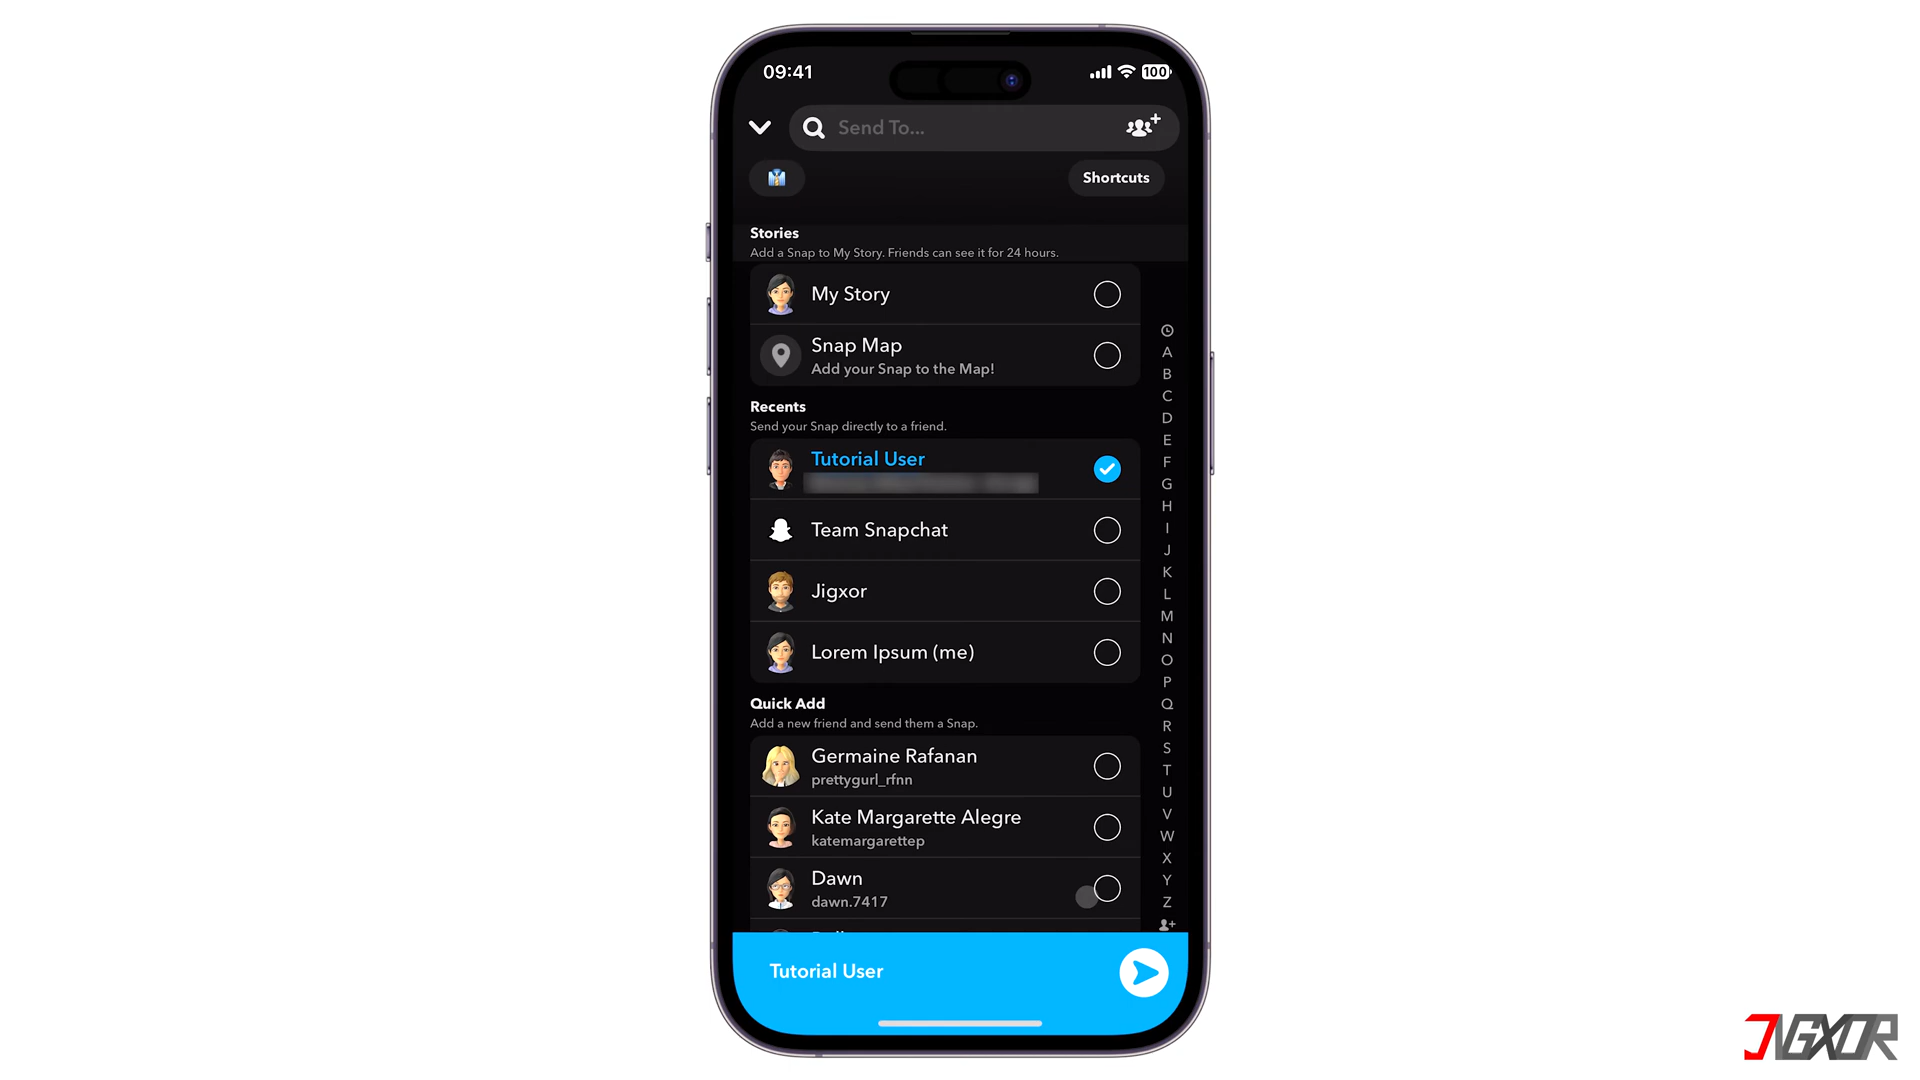 09:41
100
Send To...
Shortcuts
Stories
Add a Snap to My Story. Friends can see it for 24 hours.
My Story
Snap Map
Add your Snap to the Map!
Recents
Send your Snap directly to a friend.
Tutorial User
Team Snapchat
Jigxor
Lorem Ipsum (me)
Quick Add
Add a new friend and send them a Snap.
Germaine Rafanan
prettygurl_rfnn
Kate Margarette Alegre
katemargarettep
Dawn
dawn.7417
A
B
C
D
E
F
G
H
I
J
K
L
M
N
O
P
Q
R
S
T
U
V
W
X
Y
Z
Tutorial User
JIGXOR